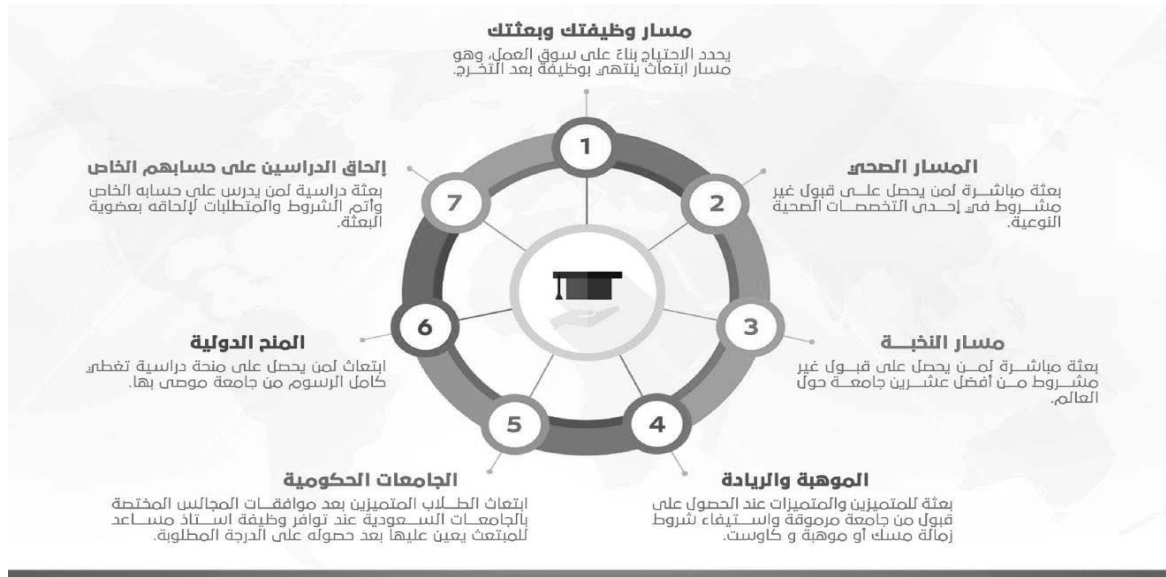 مسار وظيفتك وبعثتك
يحدد الاحتياج بناءً على سوق العمل، وهو
مسار ابتعاث ينتهي بوظيفة بعد التخرج.
1
المسار الصحي
بعثة مباشرة لمن يحصل على قبول غير
مشروط في إحدى التخصصات الصحية
النوعية.
2
مسار النخبة
بعثة مباشرة لمن يحصل على قبول غير
مشروط من أفضل عشرين جامعة حول
العالم.
3
الموهبة والريادة
بعثة للمتميزين والمتميزات عند الحصول على
قبول من جامعة مرموقة واستيفاء شروط
زمالة مسك أو موهبة و كاوست.
4
الجامعات الحكومية
ابتعاث الطلاب المتميزين بعد موافقات المجالس المختصة
بالجامعات السعودية عند توافر وظيفة استاذ مساعد
للمبتعث يعين عليها بعد حصوله على الدرجة المطلوبة.
5
المنح الدولية
ابتعاث لمن يحصل على منحة دراسية تغطي
كامل الرسوم من جامعة موصى بها.
6
إلحاق الدراسين على حسابهم الخاص
بعثة دراسية لمن يدرس على حسابه الخاص
وأتم الشروط والمتطلبات لإلحاقه بعضوية
البعثة.
7